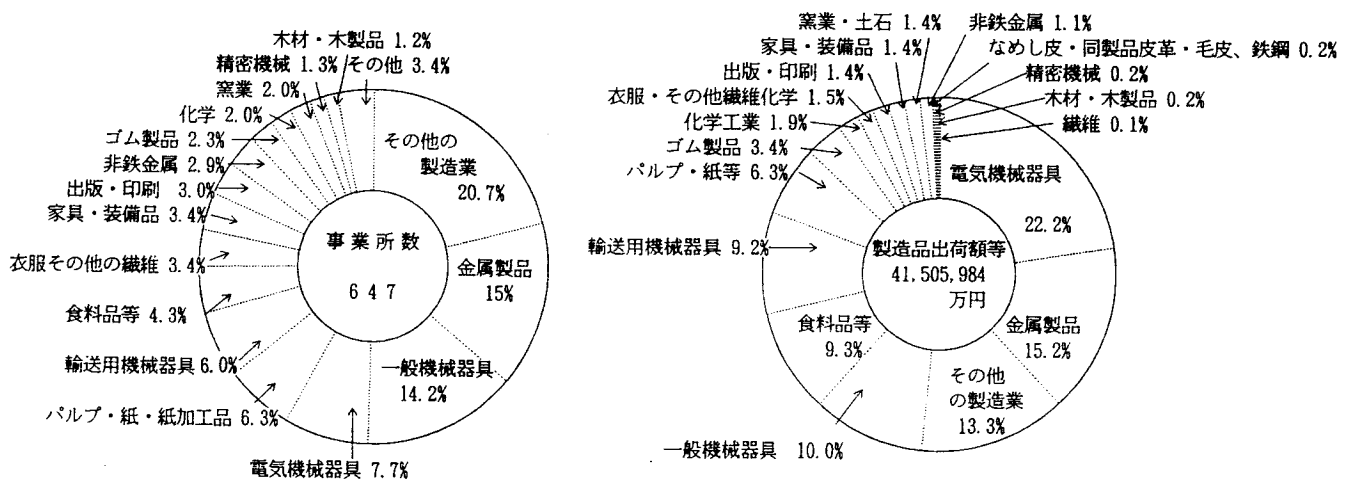 木材・木製品 1.2%
精密機械 1.3% その他 3.4%
窯業 2.0%
化学 2.0%
ゴム製品 2.3%
非鉄金属 2.9%
出版・印刷 3.0%
家具・装備品 3.4%
衣服その他の繊維 3.4%
食料品等 4.3%
輸送用機械器具 6.0%
パルプ・紙・紙加工品 6.3%
電気機械器具 7.7%
一般機械器具
14.2%
金属製品
15%
その他の
製造業
20.7%
事業所数
647
窯業・土石 1.4%
非鉄金属 1.1%
家具・装備品 1.4%
なめし皮・同製品皮革・毛皮、鉄鋼 0.2%
出版・印刷 1.4%
精密機械 0.2%
衣服・その他繊維化学 1.5%
木材・木製品 0.2%
化学工業 1.9%
繊維 0.1%
ゴム製品 3.4%
パルプ・紙等 6.3%
輸送用機械器具 9.2%
食料品等
9.3%
一般機械器具 10.0%
その他
の製造業
13.3%
金属製品
15.2%
電気機械器具
22.2%
製造品出荷額等
41,505,984
万円